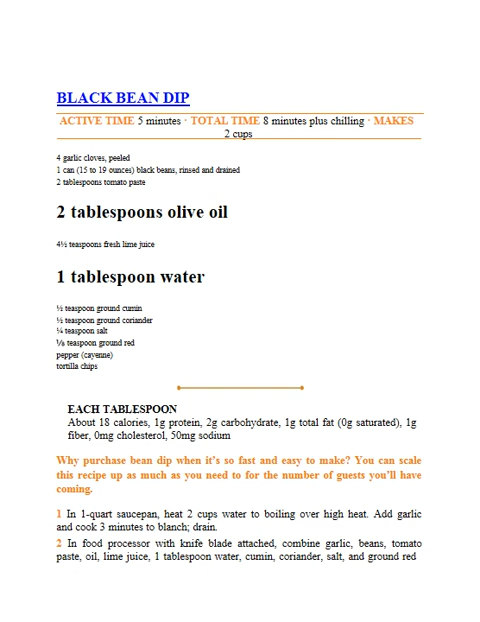 BLACK BEAN DIP
ACTIVE TIME 5 minutes · TOTAL TIME 8 minutes plus chilling · MAKES
2 cups
4 garlic cloves, peeled
1 can (15 to 19 ounces) black beans, rinsed and drained
2 tablespoons tomato paste
2 tablespoons olive oil
4½ teaspoons fresh lime juice
1 tablespoon water
½ teaspoon ground cumin
½ teaspoon ground coriander
¼ teaspoon salt
⅛ teaspoon ground red
pepper (cayenne)
tortilla chips
EACH TABLESPOON
About 18 calories, 1g protein, 2g carbohydrate, 1g total fat (0g saturated), 1g
fiber, 0mg cholesterol, 50mg sodium
Why purchase bean dip when it's so fast and easy to make? You can scale
this recipe up as much as you need to for the number of guests you'll have
coming.
1 In 1-quart saucepan, heat 2 cups water to boiling over high heat. Add garlic
and cook 3 minutes to blanch; drain.
2 In food processor with knife blade attached, combine garlic, beans, tomato
paste, oil, lime juice, 1 tablespoon water, cumin, coriander, salt, and ground red